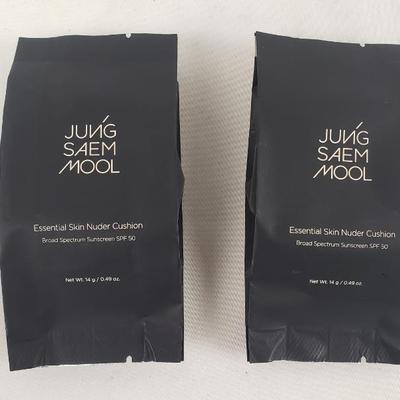 JUNG
SAEM
MOOL
Essential Skin Nuder Cushion
Broad Spectrum Sunscreen SPF 50
Net Wt. 14 g / 0.49 oz.
JUNG
SAEM
MOOL
Essential Skin Nuder Cushion
Broad Spectrum Sunscreen SPF 50
Net Wt. 14 g / 0.49 oz.